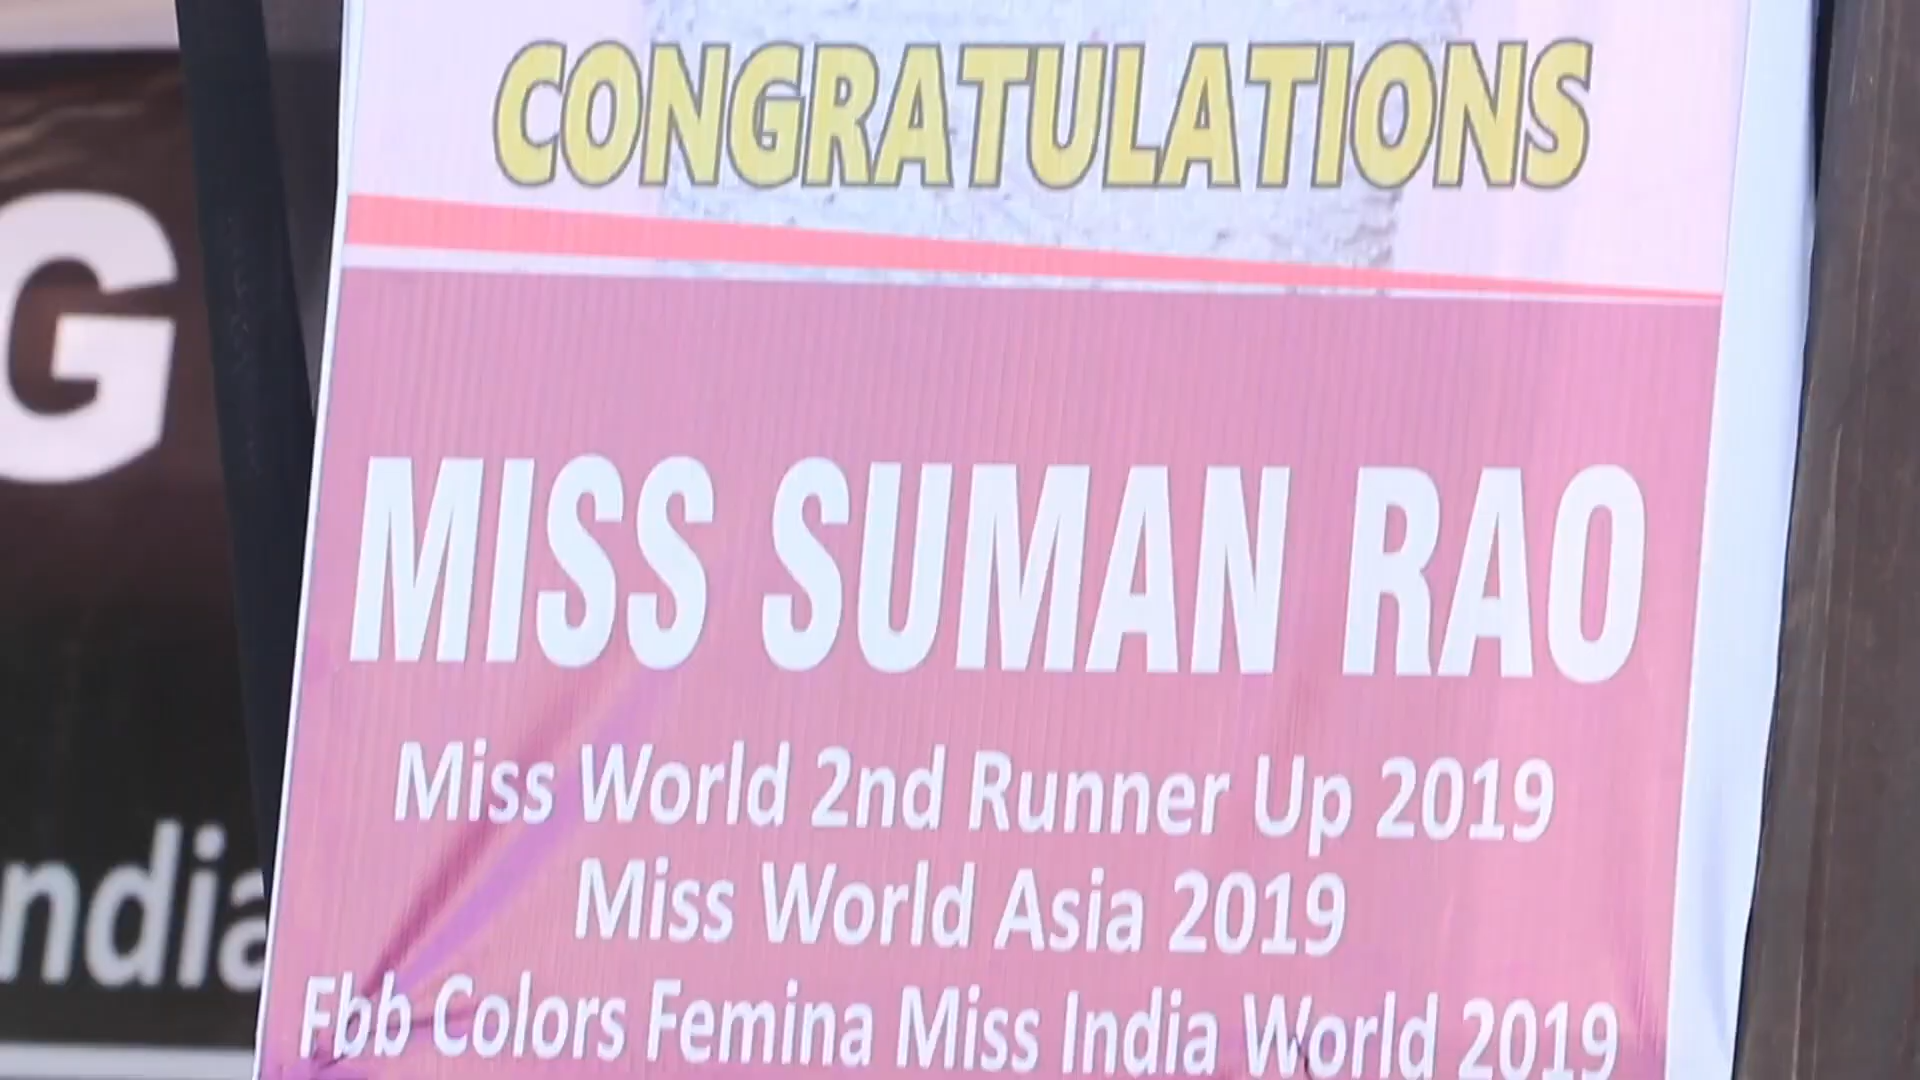 CONGRATULATIONS
MISS SUMAN RAO
Miss World 2nd Runner Up 2019
Miss World Asia 2019
Fbb Colors Femina Miss India World 2019
G
ndia